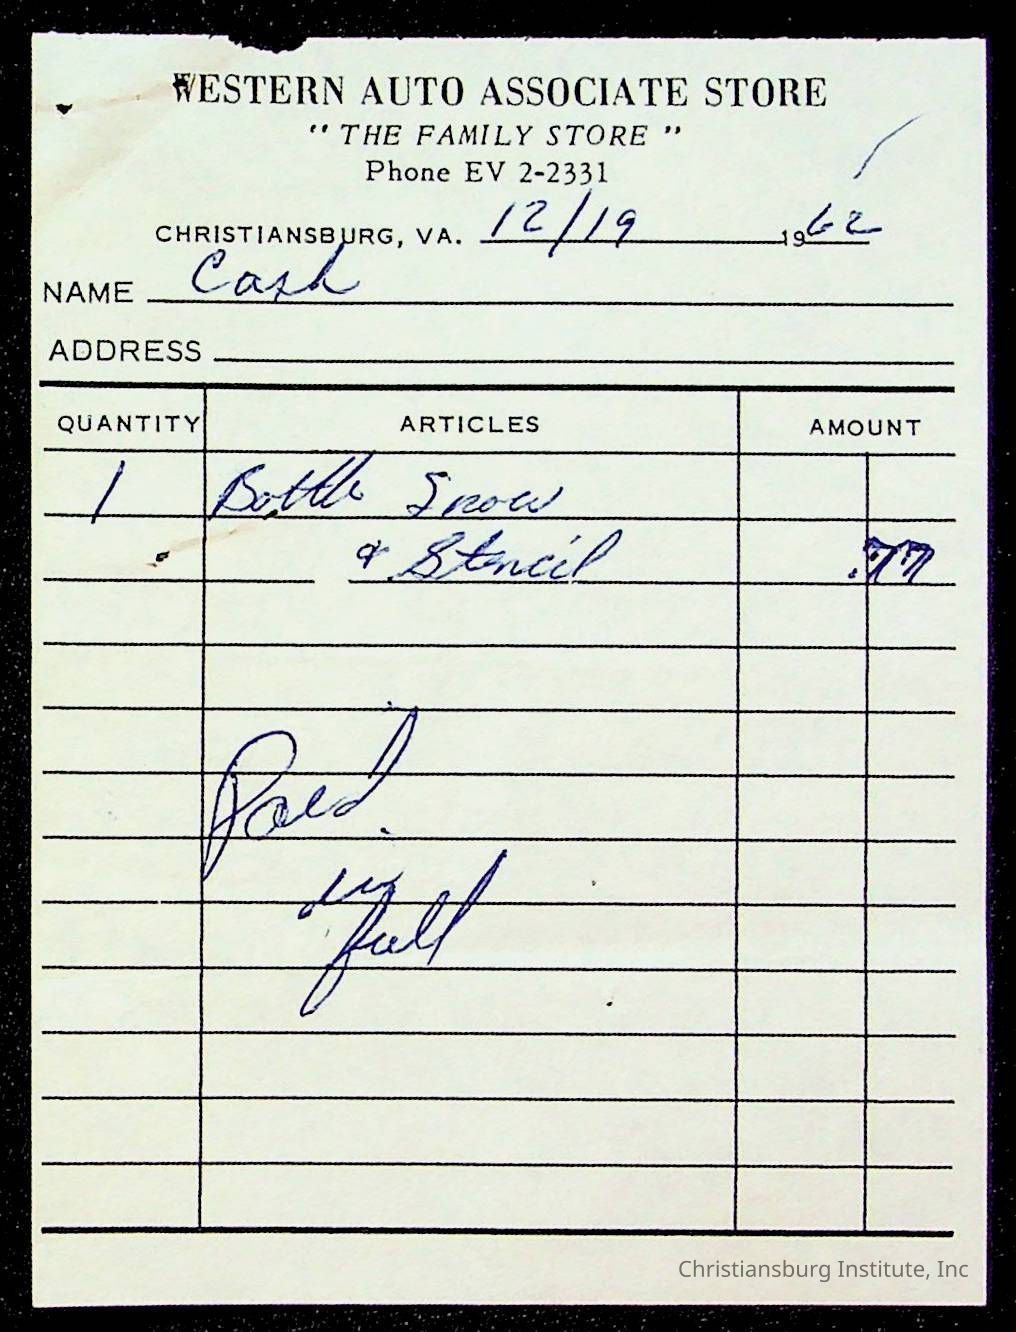 WESTERN AUTO ASSOCIATE STORE
" THE FAMILY STORE "
Phone EV 2-2331
CHRISTIANSBURG, VA. 12/19 1962
NAME Cash
ADDRESS
QUANTITY ARTICLES AMOUNT
1 Bottle Snow
& Stencil .77
Paid
in
full
Christiansburg Institute, Inc